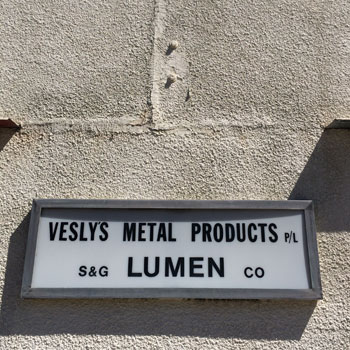 VESLY'S METAL PRODUCTS P/L
S&G LUMEN CO